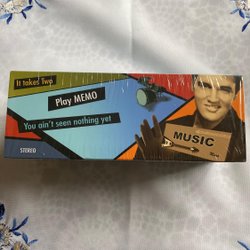 It takes Two
Play MEMO
You ain't seen nothing yet
STEREO
MUSIC